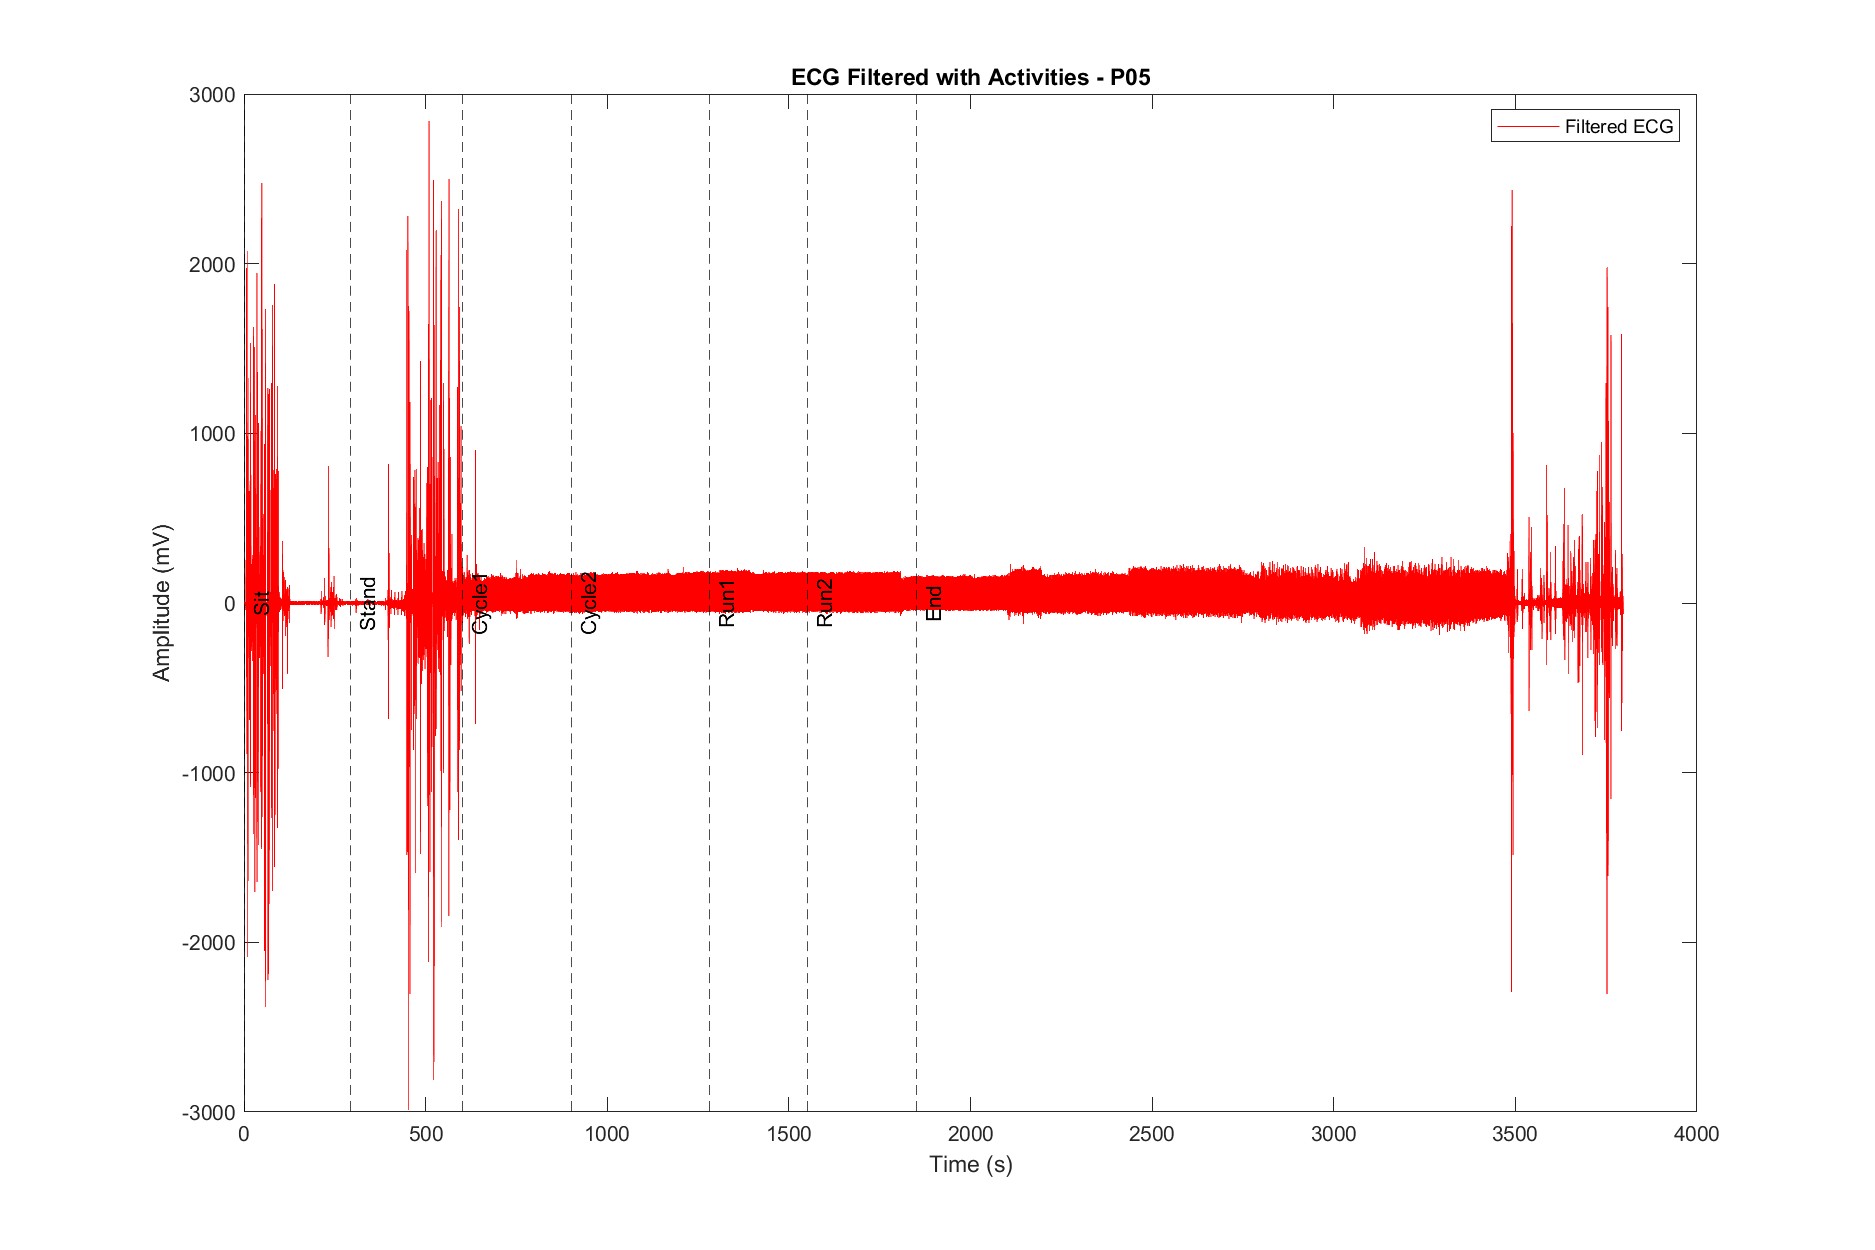 ECG Filtered with Activities - P05
Filtered ECG
3000
2000
1000
0
-1000
-2000
-3000
Amplitude (mV)
Sit
Stand
Cycle1
Cycle2
Run1
Run2
End
0 500 1000 1500 2000 2500 3000 3500 4000
Time (s)